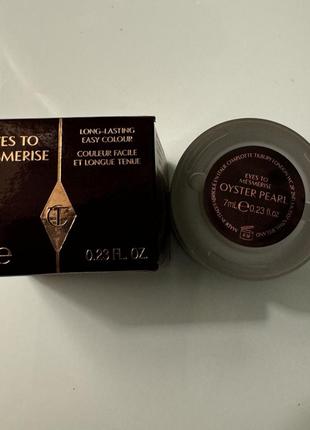 EYES TO
MESMERISE
LONG-LASTING
EASY COLOUR
COULEUR FACILE
ET LONGUE TENUE
CT
e
0.23 FL. OZ.
EYES TO
MESMERISE
OYSTER PEARL
7mL e 0.23 fl.oz